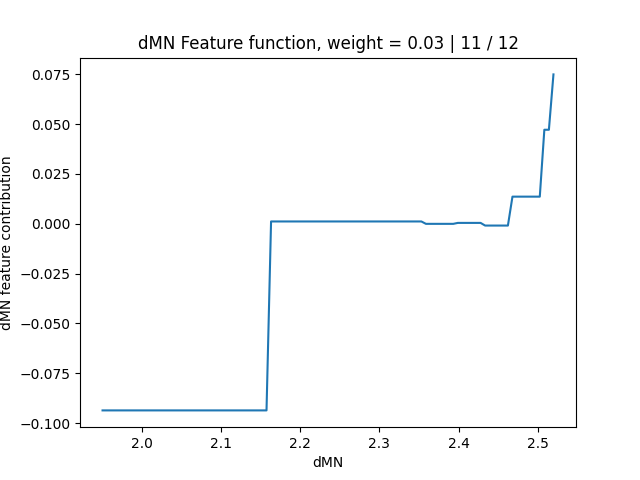 dMN Feature function, weight = 0.03 | 11 / 12
0.075
0.050
0.025
0.000
−0.025
−0.050
−0.075
−0.100
dMN feature contribution
2.0 2.1 2.2 2.3 2.4 2.5
dMN